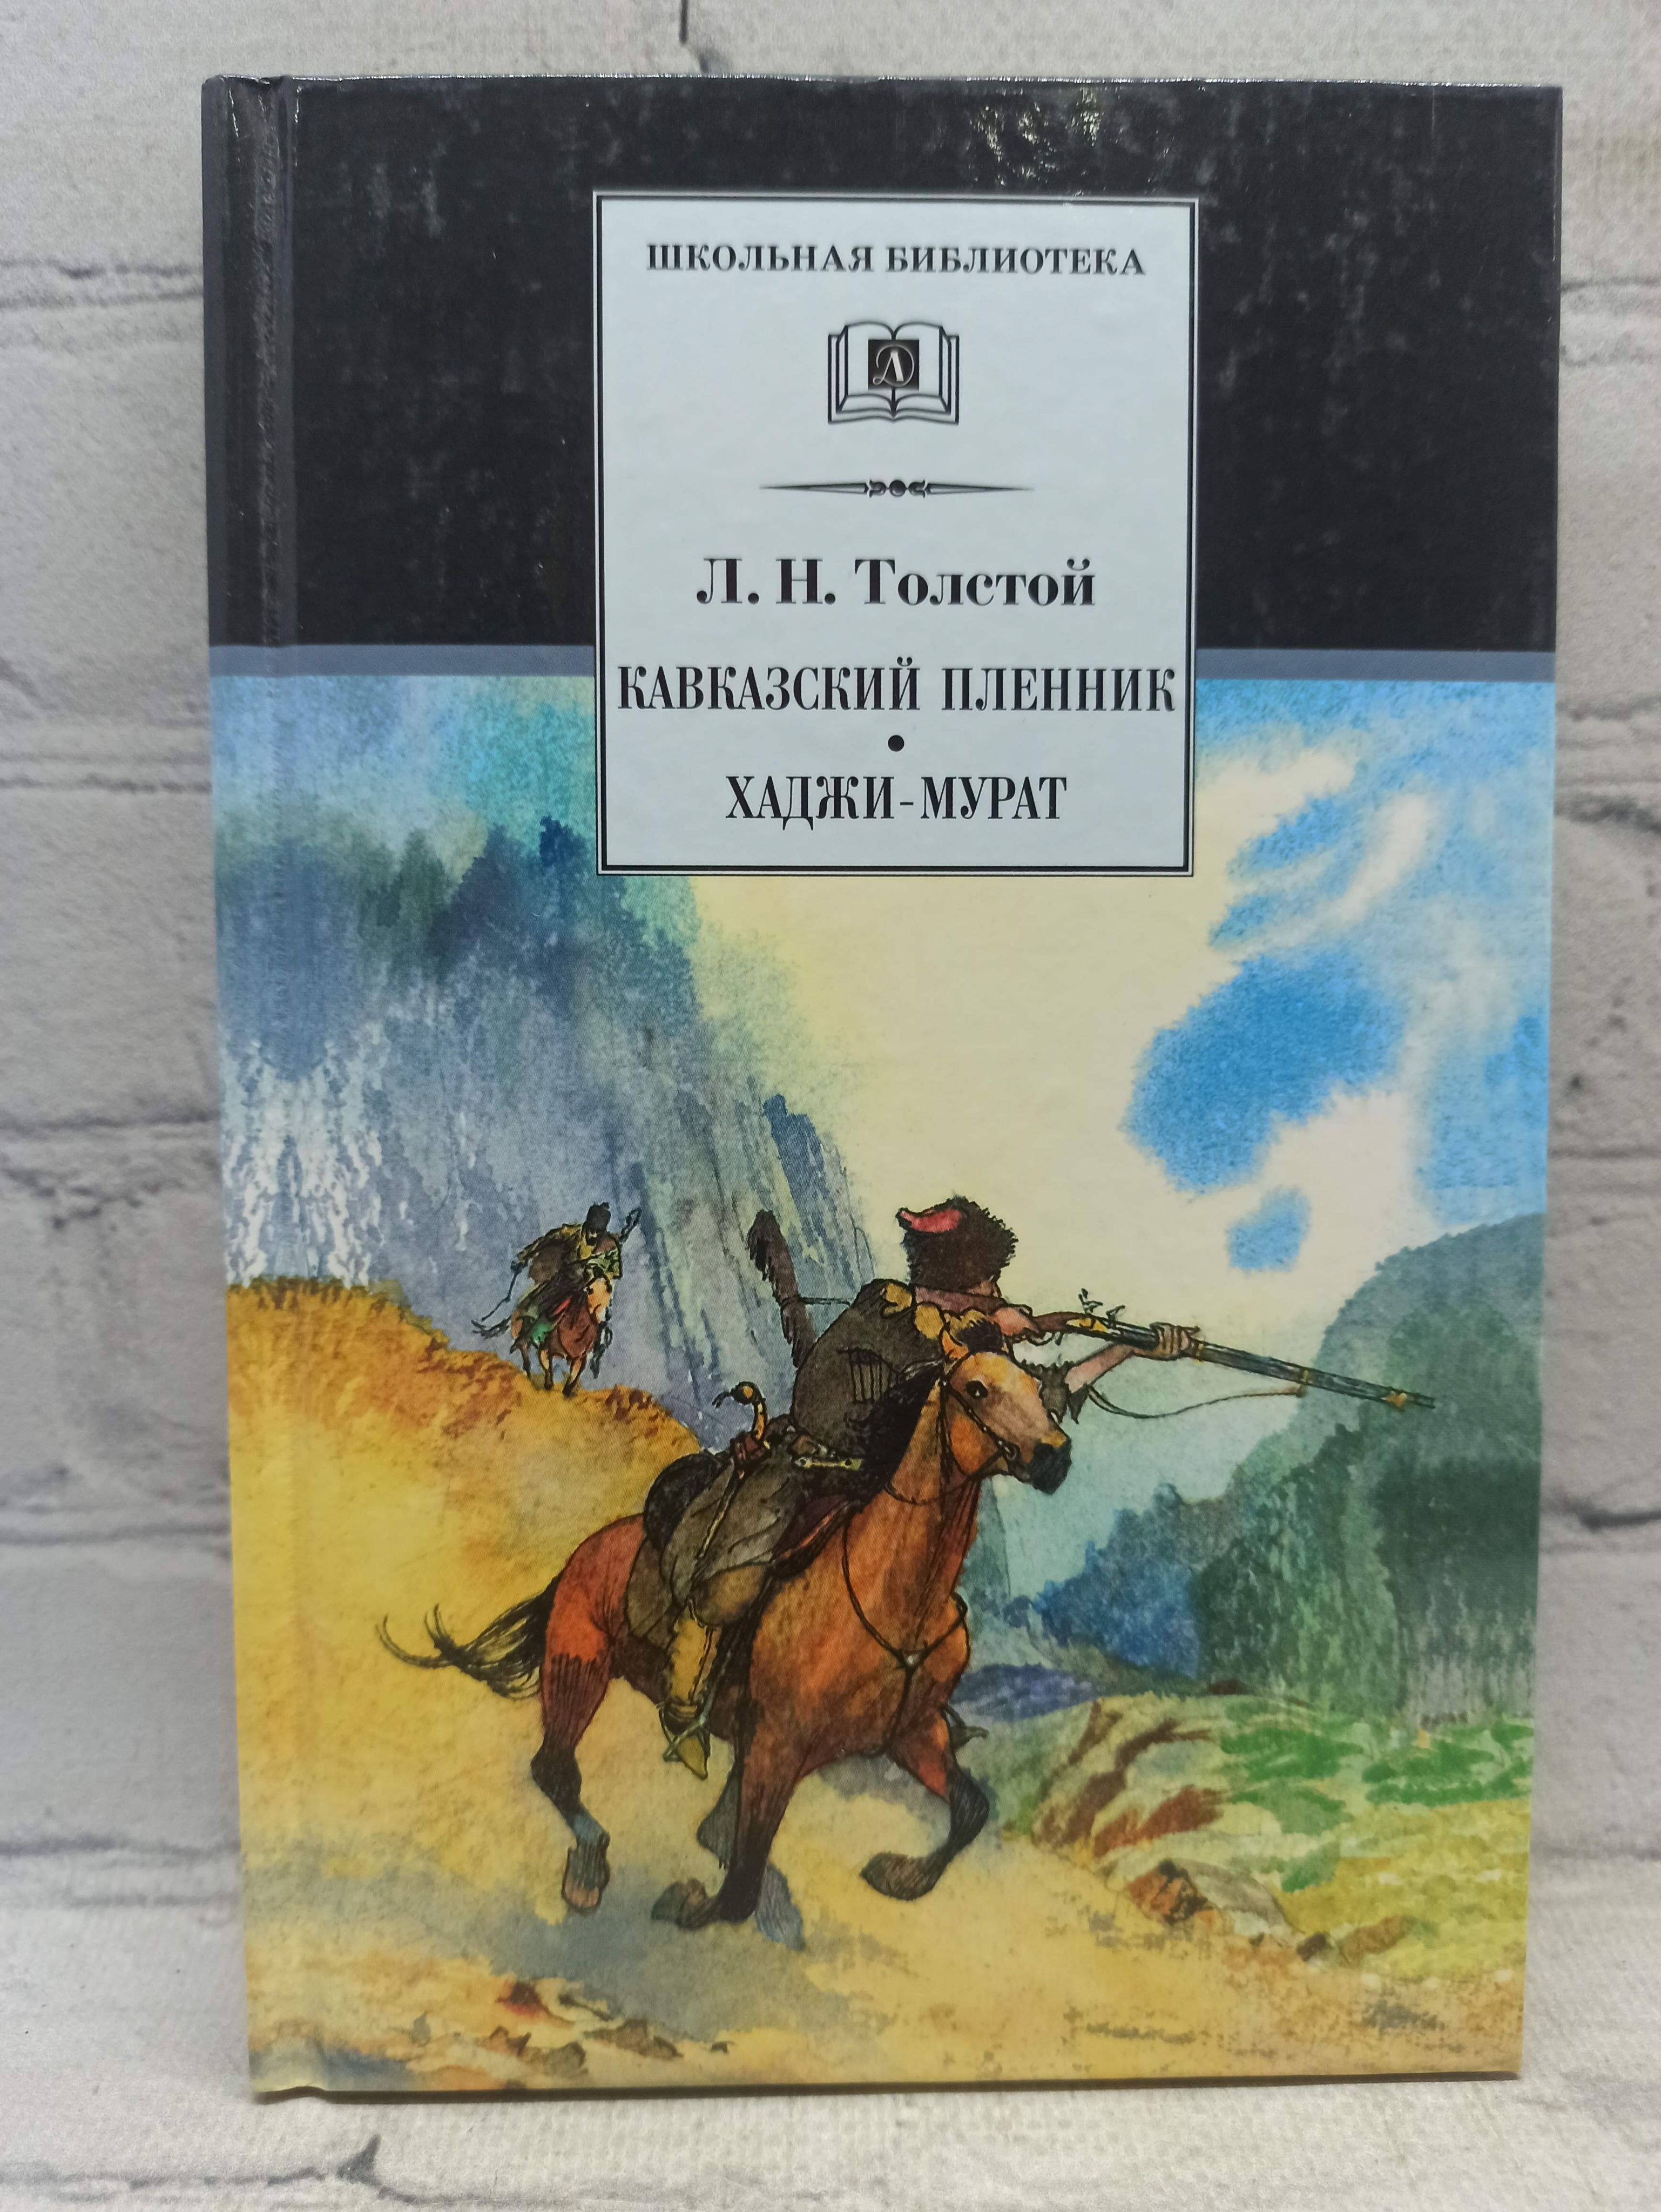 ШКОЛЬНАЯ БИБЛИОТЕКА
Д
Л. Н. Толстой
КАВКАЗСКИЙ ПЛЕННИК
•
ХАДЖИ-МУРАТ